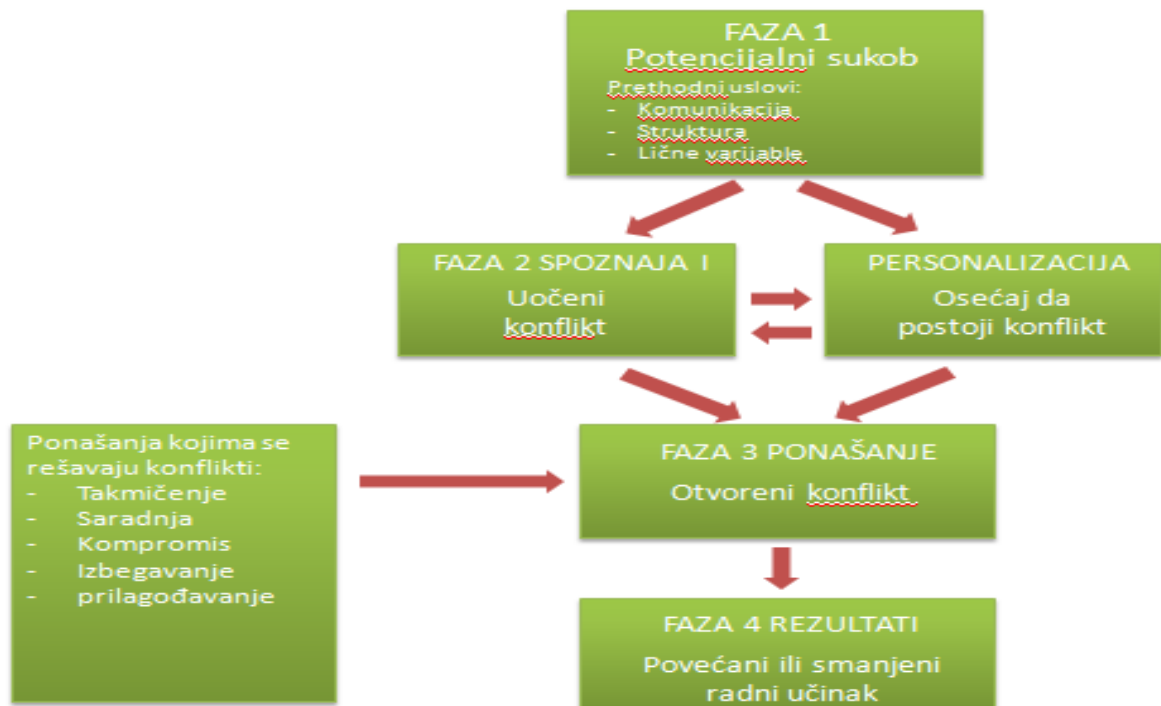 FAZA 1
Potencijalni sukob
Prethodni uslovi:
- Komunikacija
- Struktura
- Lične varijable
FAZA 2 SPOZNAJA I
Uočeni
konflikt
PERSONALIZACIJA
Osećaj da
postoji konflikt
Ponašanja kojima se
rešavaju konflikti:
- Takmičenje
- Saradnja
- Kompromis
- Izbegavanje
- prilagođavanje
FAZA 3 PONAŠANJE
Otvoreni konflikt
FAZA 4 REZULTATI
Povećani ili smanjeni
radni učinak